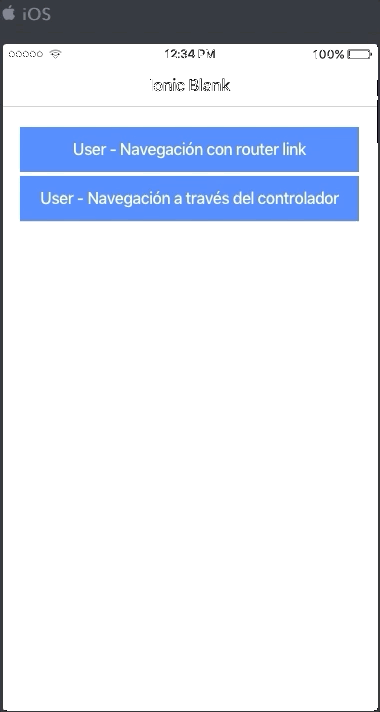 iOS
12:34 PM 100%
Ionic Blank
User - Navegación con router link
User - Navegación a través del controlador